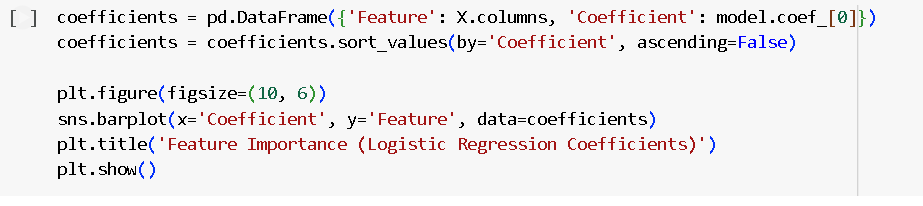 [ ] coefficients = pd.DataFrame({'Feature': X.columns, 'Coefficient': model.coef_[0]})
coefficients = coefficients.sort_values(by='Coefficient', ascending=False)

plt.figure(figsize=(10, 6))
sns.barplot(x='Coefficient', y='Feature', data=coefficients)
plt.title('Feature Importance (Logistic Regression Coefficients)')
plt.show()